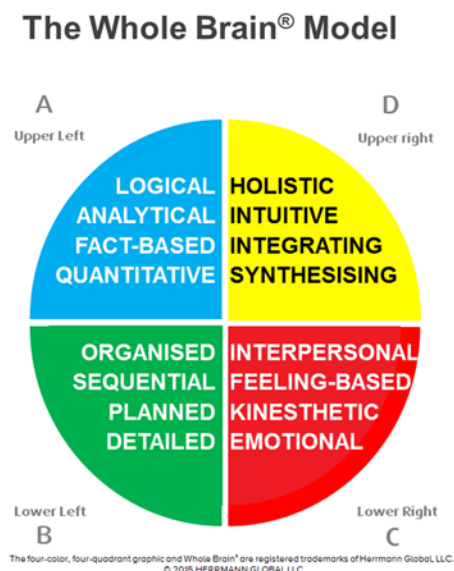 The Whole Brain® Model
A
Upper Left
D
Upper right
LOGICAL
ANALYTICAL
FACT-BASED
QUANTITATIVE
HOLISTIC
INTUITIVE
INTEGRATING
SYNTHESISING
ORGANISED
SEQUENTIAL
PLANNED
DETAILED
INTERPERSONAL
FEELING-BASED
KINESTHETIC
EMOTIONAL
Lower Left
B
Lower Right
C
The four-color, four-quadrant graphic and Whole Brain® are registered trademarks of Herrmann Global, LLC.
© 2015 HERRMANN GLOBAL LLC